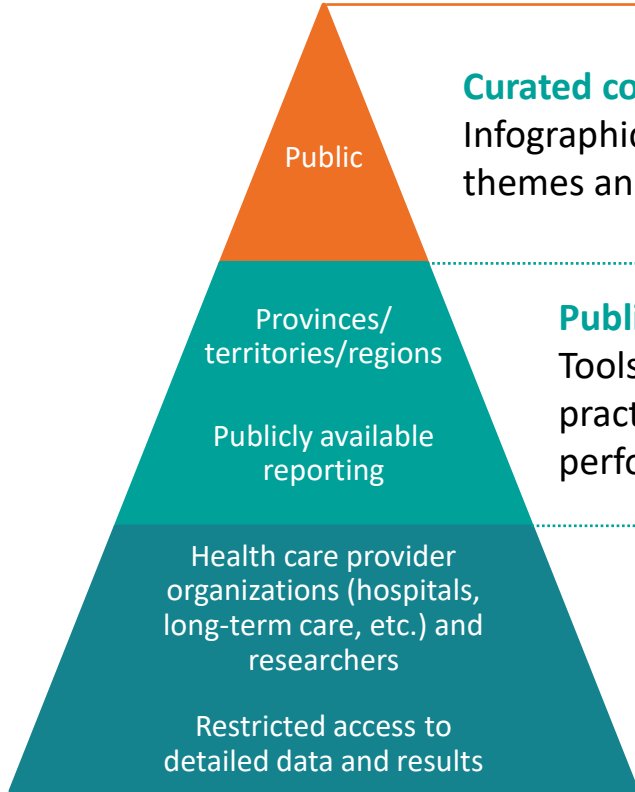 Public
Curated co
Infographic
themes an
Provinces/
territories/regions
Publicly available
reporting
Publi
Tools
pract
perfo
Health care provider
organizations (hospitals,
long-term care, etc.) and
researchers
Restricted access to
detailed data and results